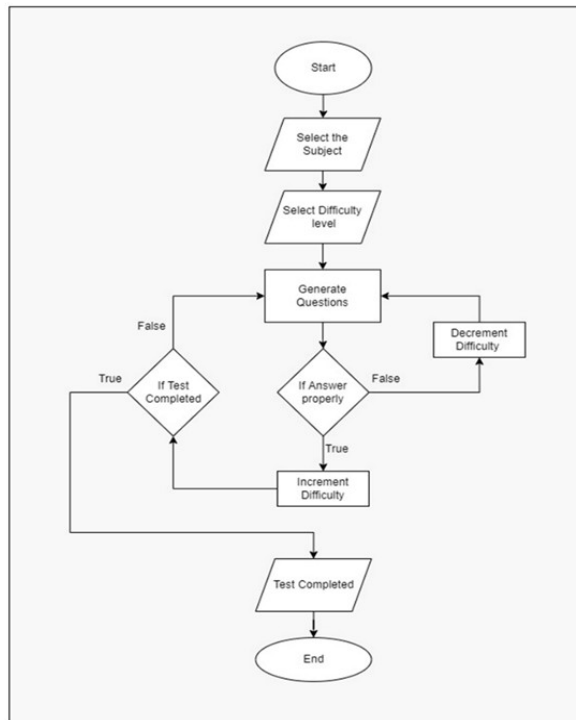 Start
Select the
Subject
Select Difficulty
level
Generate
Questions
False
Decrement
Difficulty
True
If Test
Completed
If Answer
properly
False
True
Increment
Difficulty
Test Completed
End